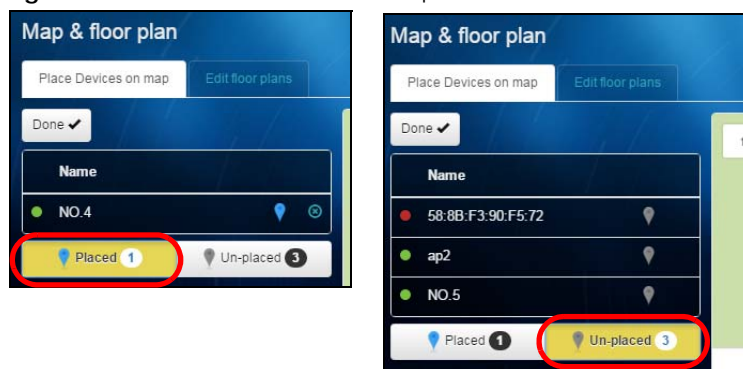 Map & floor plan
Place Devices on map Edit floor plans
Done
Name
NO.4
Placed 1 Un-placed 3
Map & floor plan
Place Devices on map Edit floor plans
Done
Name
58:8B:F3:90:F5:72
ap2
NO.5
Placed 1 Un-placed 3